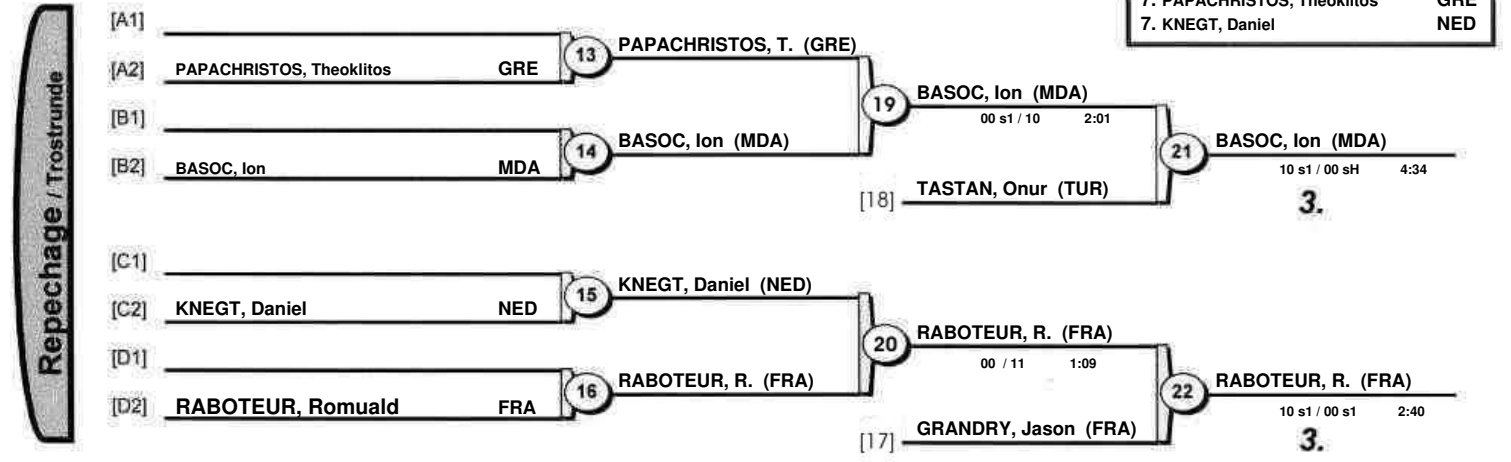 7. PAPACHRISTOS, Theoklitos GRE
7. KNEGT, Daniel NED
Repechage / Trostrunde
[A1]
[A2] PAPACHRISTOS, Theoklitos GRE
13 PAPACHRISTOS, T. (GRE)
[B1]
[B2] BASOC, Ion MDA
14 BASOC, Ion (MDA)
19 BASOC, Ion (MDA)
00 s1 / 10 2:01
[18] TASTAN, Onur (TUR)
21 BASOC, Ion (MDA)
10 s1 / 00 sH 4:34
3.
[C1]
[C2] KNEGT, Daniel NED
15 KNEGT, Daniel (NED)
[D1]
[D2] RABOTEUR, Romuald FRA
16 RABOTEUR, R. (FRA)
20 RABOTEUR, R. (FRA)
00 / 11 1:09
[17] GRANDRY, Jason (FRA)
22 RABOTEUR, R. (FRA)
10 s1 / 00 s1 2:40
3.